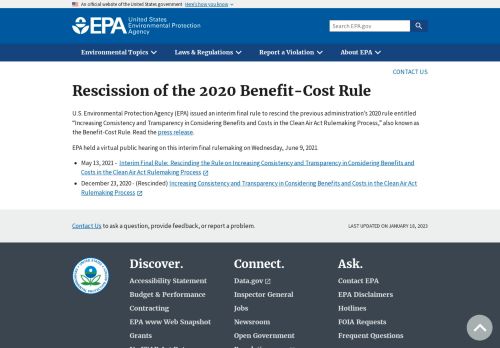 An official website of the United States government Here's how you know
EPA United States
Environmental Protection
Agency
Search EPA.gov
Environmental Topics Laws & Regulations Report a Violation About EPA
CONTACT US
Rescission of the 2020 Benefit-Cost Rule
U.S. Environmental Protection Agency (EPA) issued an interim final rule to rescind the previous administration's 2020 rule entitled
"Increasing Consistency and Transparency in Considering Benefits and Costs in the Clean Air Act Rulemaking Process," also known as
the Benefit-Cost Rule. Read the press release.
EPA held a virtual public hearing on this interim final rulemaking on Wednesday, June 9, 2021.
May 13, 2021 - Interim Final Rule: Rescinding the Rule on Increasing Consistency and Transparency in Considering Benefits and
Costs in the Clean Air Act Rulemaking Process
December 23, 2020 - (Rescinded) Increasing Consistency and Transparency in Considering Benefits and Costs in the Clean Air Act
Rulemaking Process
Contact Us to ask a question, provide feedback, or report a problem.
LAST UPDATED ON JANUARY 18, 2023
Discover. Connect. Ask.
Accessibility Statement Data.gov Contact EPA
Budget & Performance Inspector General EPA Disclaimers
Contracting Jobs Hotlines
EPA www Web Snapshot Newsroom FOIA Requests
Grants Open Government Frequent Questions